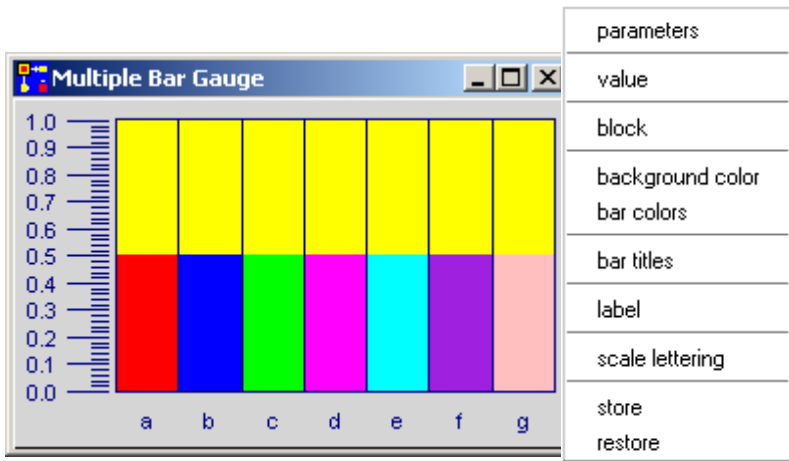 Multiple Bar Gauge
1.0
0.9
0.8
0.7
0.6
0.5
0.4
0.3
0.2
0.1
0.0
a b c d e f g
parameters
value
block
background color
bar colors
bar titles
label
scale lettering
store
restore